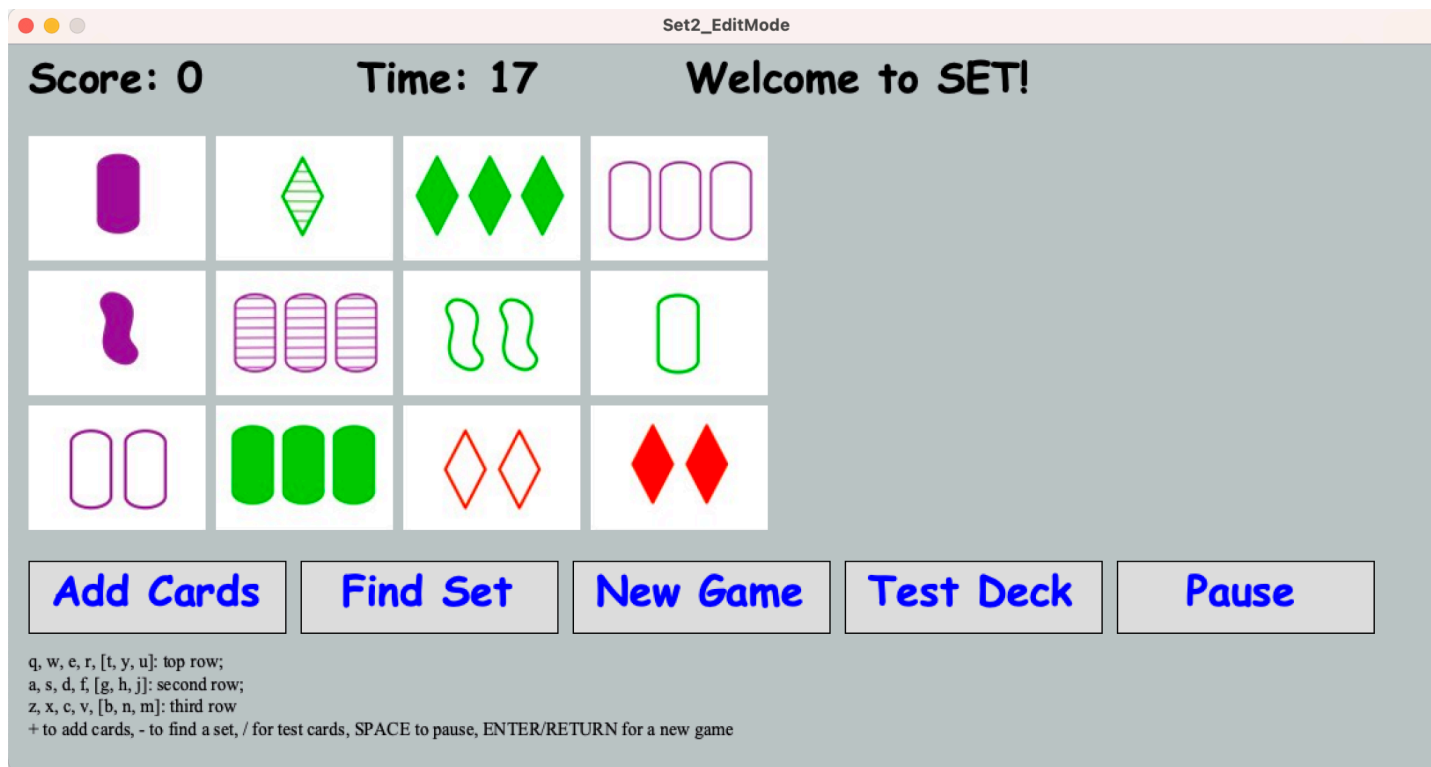 Set2_EditMode
Score: 0 Time: 17 Welcome to SET!
Add Cards Find Set New Game Test Deck Pause
q, w, e, r, [t, y, u]: top row;
a, s, d, f, [g, h, j]: second row;
z, x, c, v, [b, n, m]: third row
+ to add cards, - to find a set, / for test cards, SPACE to pause, ENTER/RETURN for a new game